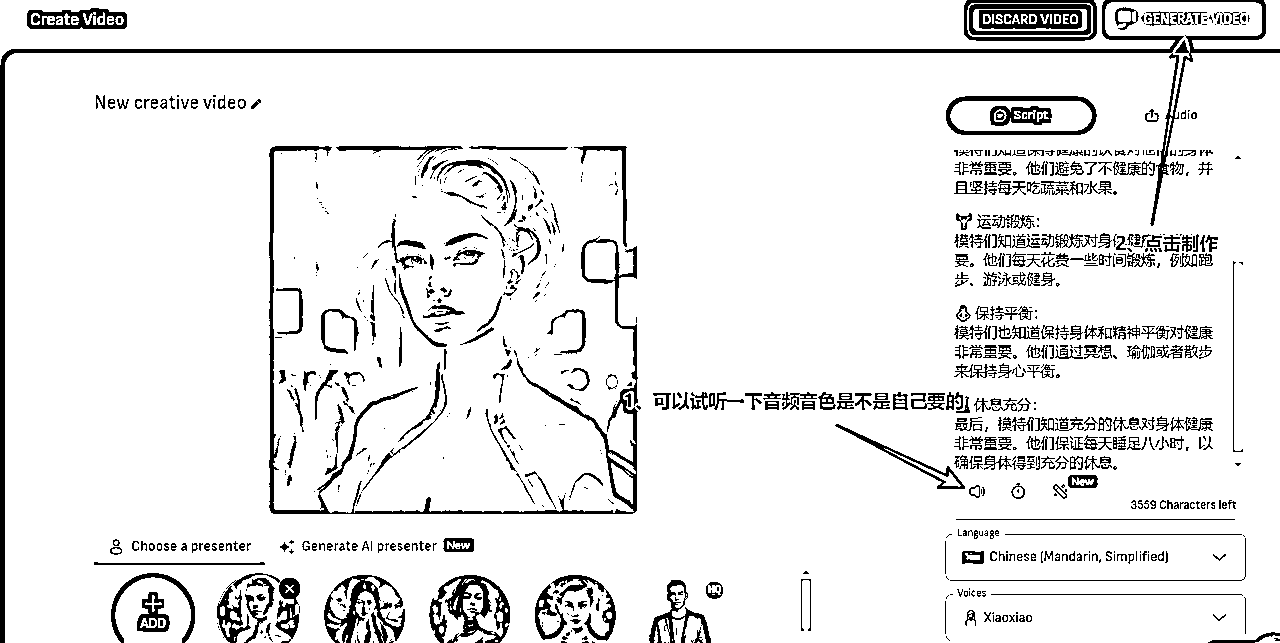 Create Video
DISCARD VIDEO
GENERATE VIDEO
New creative video
Script
Audio
非常重要。他们避免了不健康的食物，并
且坚持每天吃蔬菜和水果。
运动锻炼：
模特们知道运动锻炼对身体健
2、点击制作
要。他们每天花费一些时间锻炼，例如跑
步、游泳或健身。
保持平衡：
模特们也知道保持身体和精神平衡对健康
非常重要。他们通过冥想、瑜伽或者散步
来保持身心平衡。
1、可以试听一下音频音色是不是自己要的
休息充分：
最后，模特们知道充分的休息对身体健康
非常重要。他们保证每天睡足八小时，以
确保身体得到充分的休息。
New
3559 Characters left
Choose a presenter
Generate AI presenter New
Language
Chinese (Mandarin, Simplified)
ADD
HQ
Voices
Xiaoxiao